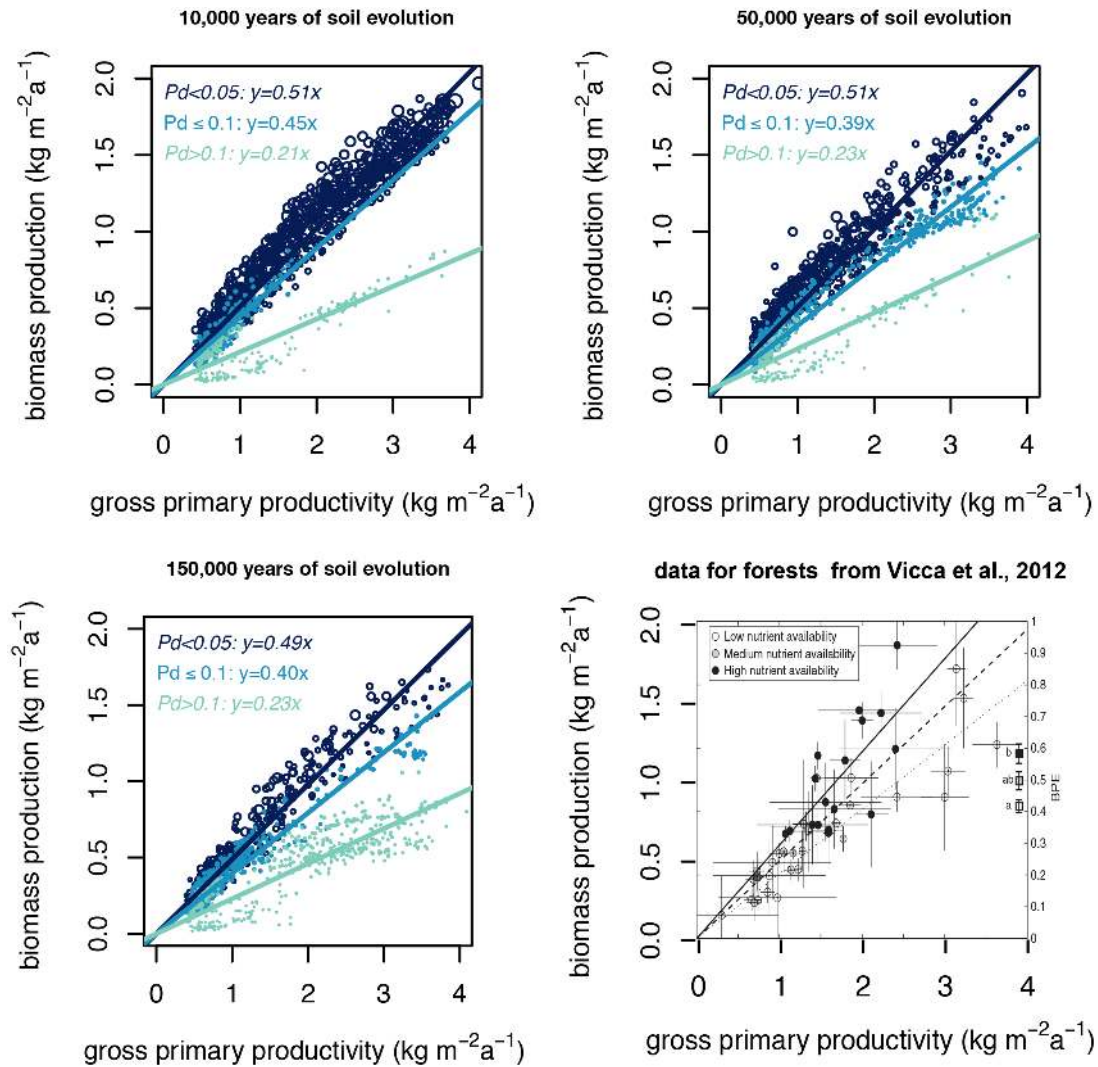 10,000 years of soil evolution
biomass production (kg m⁻²a⁻¹)
2.0
1.5
1.0
0.5
0.0
Pd<0.05: y=0.51x
Pd ≤ 0.1: y=0.45x
Pd>0.1: y=0.21x
0 1 2 3 4
gross primary productivity (kg m⁻²a⁻¹)
50,000 years of soil evolution
biomass production (kg m⁻²a⁻¹)
2.0
1.5
1.0
0.5
0.0
Pd<0.05: y=0.51x
Pd ≤ 0.1: y=0.39x
Pd>0.1: y=0.23x
0 1 2 3 4
gross primary productivity (kg m⁻²a⁻¹)
150,000 years of soil evolution
biomass production (kg m⁻²a⁻¹)
2.0
1.5
1.0
0.5
0.0
Pd<0.05: y=0.49x
Pd ≤ 0.1: y=0.40x
Pd>0.1: y=0.23x
0 1 2 3 4
gross primary productivity (kg m⁻²a⁻¹)
data for forests from Vicca et al., 2012
biomass production (kg m⁻²a⁻¹)
2.0
1.5
1.0
0.5
0.0
Low nutrient availability
Medium nutrient availability
High nutrient availability
1
0.9
0.8
0.7
0.6
0.5
0.4
0.3
0.2
0.1
0
b
ab
a
BPE
0 1 2 3 4
gross primary productivity (kg m⁻²a⁻¹)